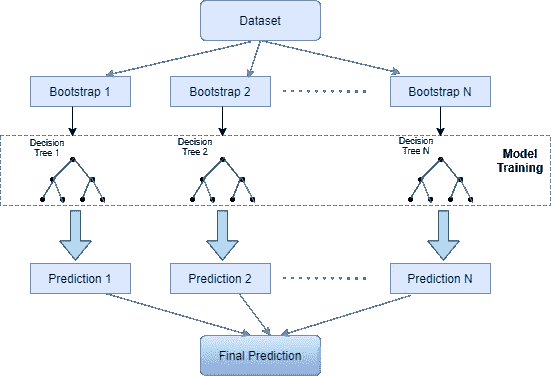 Dataset
Bootstrap 1
Bootstrap 2
Bootstrap N
Decision
Tree 1
Decision
Tree 2
Decision
Tree N
Model
Training
Prediction 1
Prediction 2
Prediction N
Final Prediction